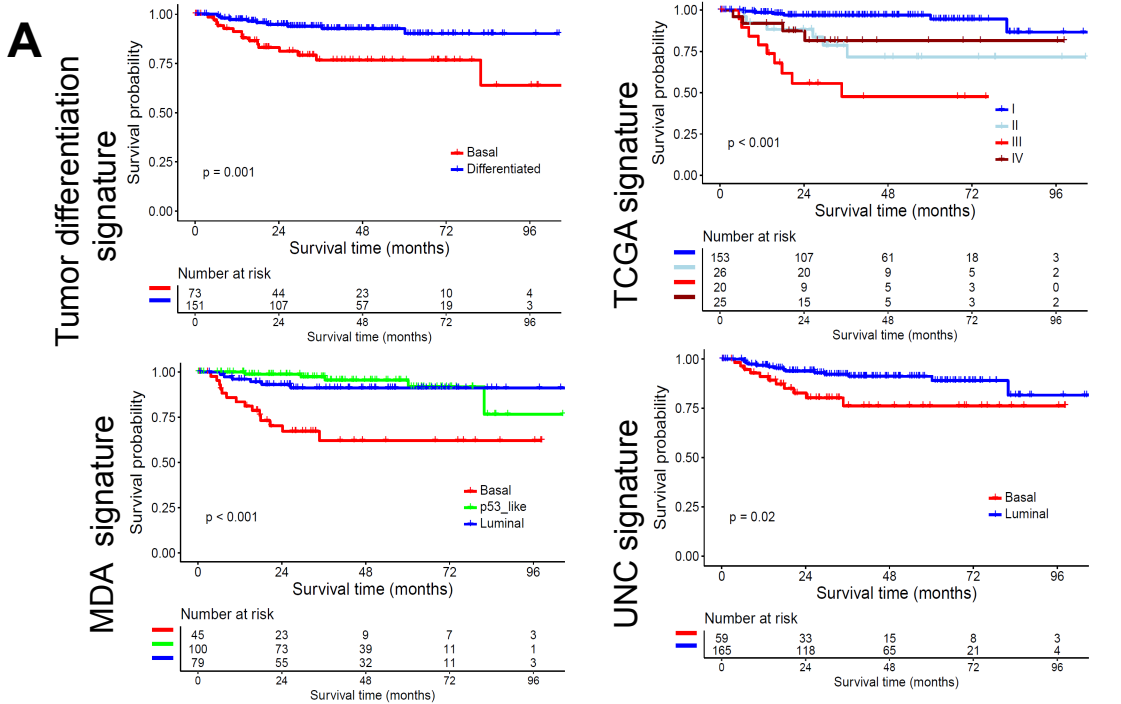 A
Tumor differentiation
signature
Survival probability
1.00
0.75
0.50
0.25
0.00
p = 0.001
Basal
Differentiated
0 24 48 72 96
Survival time (months)
Number at risk
73 44 23 10 4
151 107 57 19 3
0 24 48 72 96
Survival time (months)
TCGA signature
Survival probability
1.00
0.75
0.50
0.25
0.00
p < 0.001
I
II
III
IV
0 24 48 72 96
Survival time (months)
Number at risk
153 107 61 18 3
26 20 9 5 2
20 9 5 3 0
25 15 5 3 2
0 24 48 72 96
Survival time (months)
MDA signature
Survival probability
1.00
0.75
0.50
0.25
0.00
p < 0.001
Basal
p53_like
Luminal
0 24 48 72 96
Survival time (months)
Number at risk
45 23 9 7 3
100 73 39 11 1
79 55 32 11 3
0 24 48 72 96
Survival time (months)
UNC signature
Survival probability
1.00
0.75
0.50
0.25
0.00
p = 0.02
Basal
Luminal
0 24 48 72 96
Survival time (months)
Number at risk
59 33 15 8 3
165 118 65 21 4
0 24 48 72 96
Survival time (months)